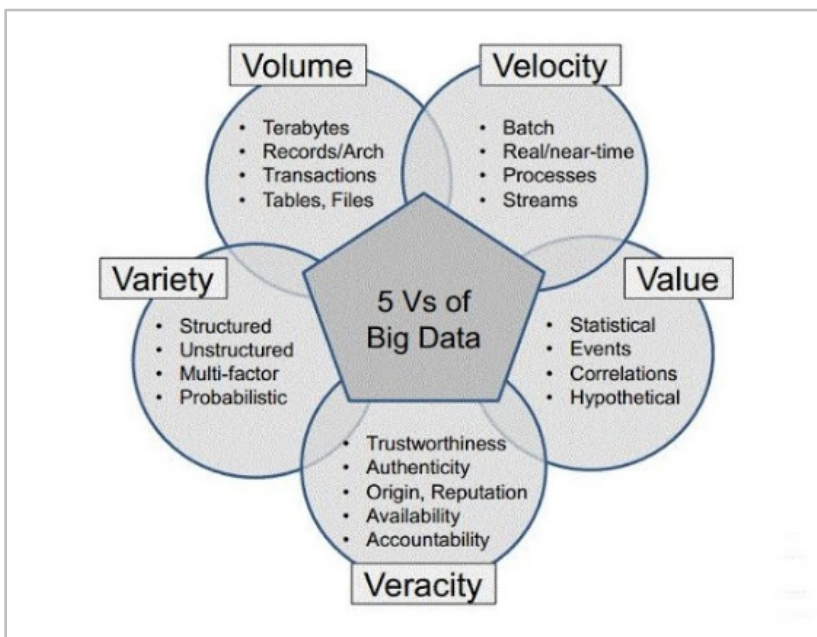 Volume
• Terabytes
• Records/Arch
• Transactions
• Tables, Files
Velocity
• Batch
• Real/near-time
• Processes
• Streams
Variety
• Structured
• Unstructured
• Multi-factor
• Probabilistic
5 Vs of
Big Data
Value
• Statistical
• Events
• Correlations
• Hypothetical
• Trustworthiness
• Authenticity
• Origin, Reputation
• Availability
• Accountability
Veracity